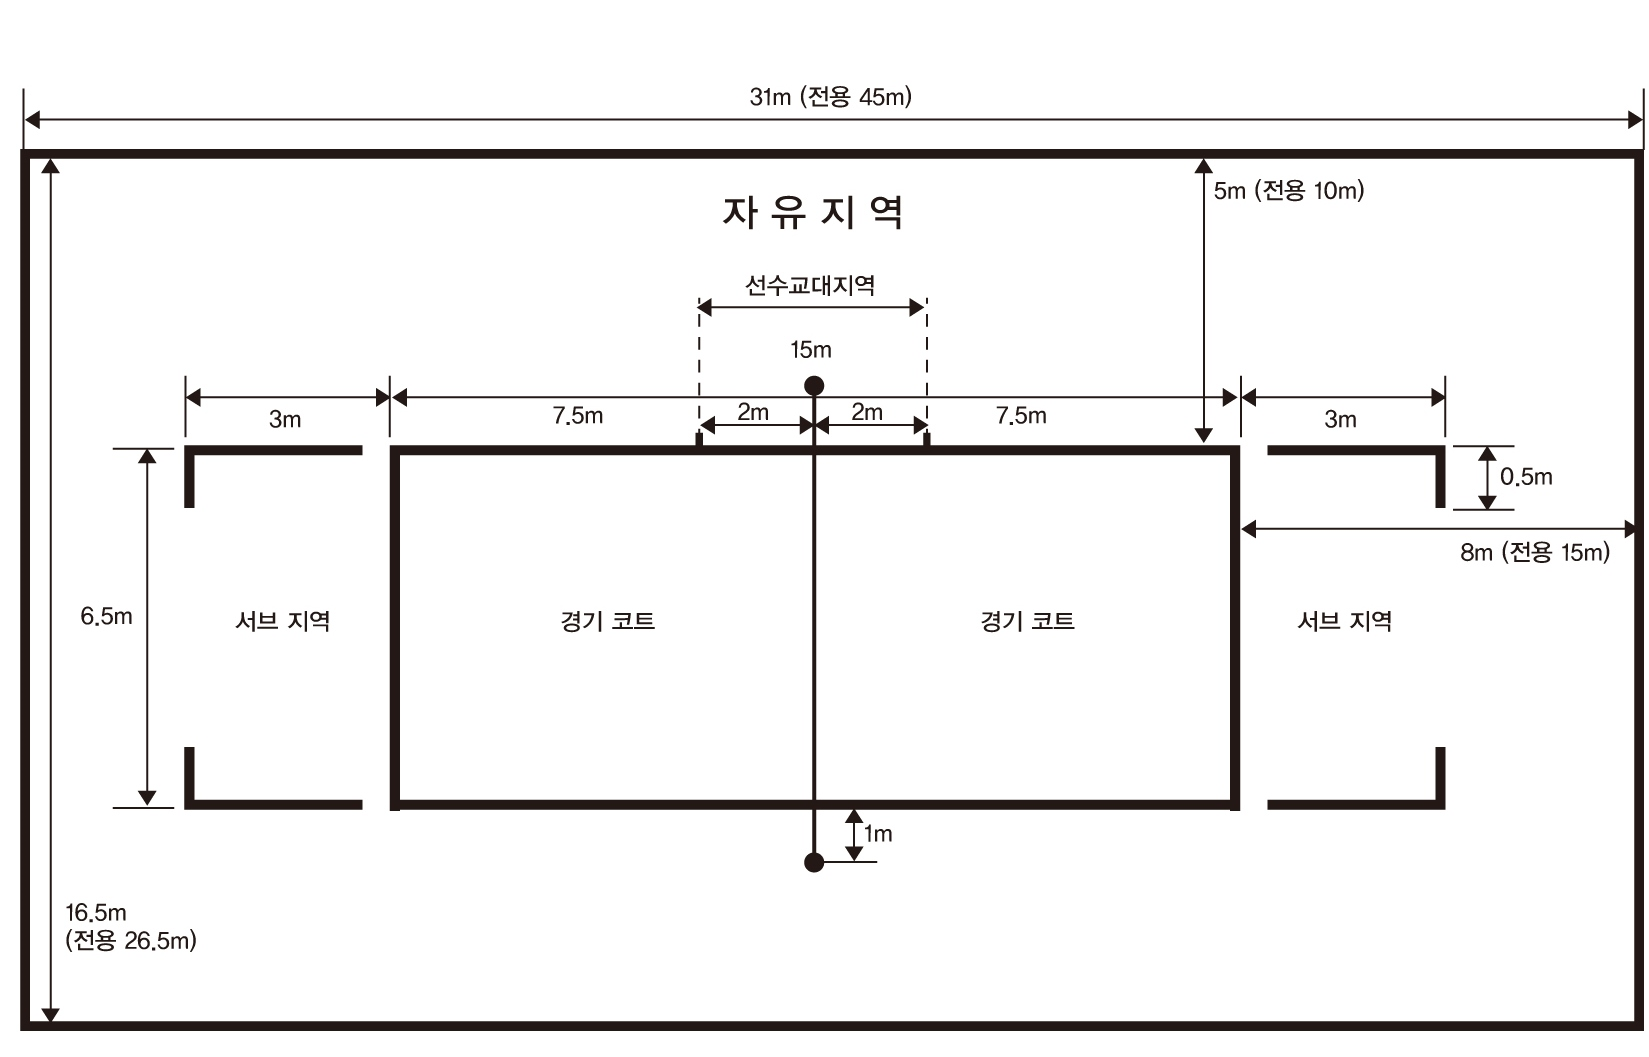 31m (전용 45m)
5m (전용 10m)
자유지역
선수교대지역
15m
3m
7.5m
2m
2m
7.5m
3m
0.5m
8m (전용 15m)
6.5m
서브 지역
경기 코트
경기 코트
서브 지역
1m
16.5m
(전용 26.5m)